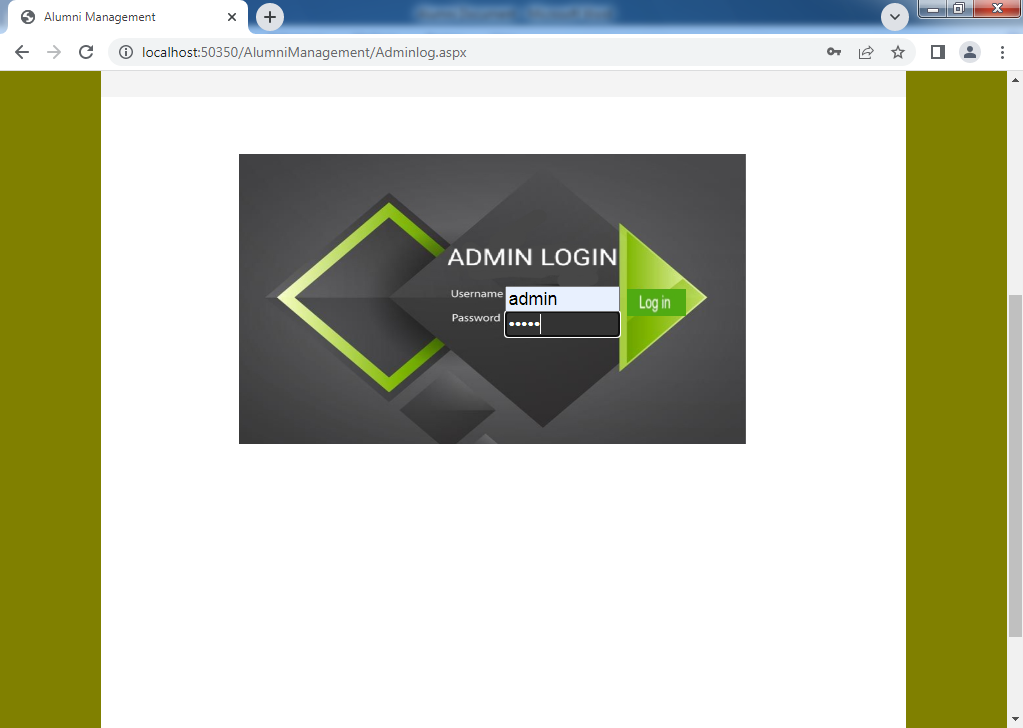 Alumni Management
localhost:50350/AlumniManagement/Adminlog.aspx
ADMIN LOGIN
Username
admin
Log in
Password
•••••